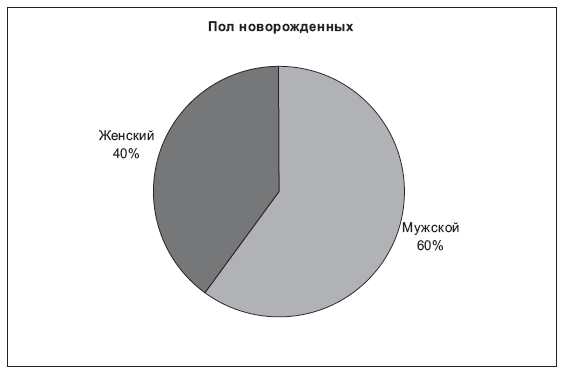 Пол новорожденных
Женский
40%
Мужской
60%